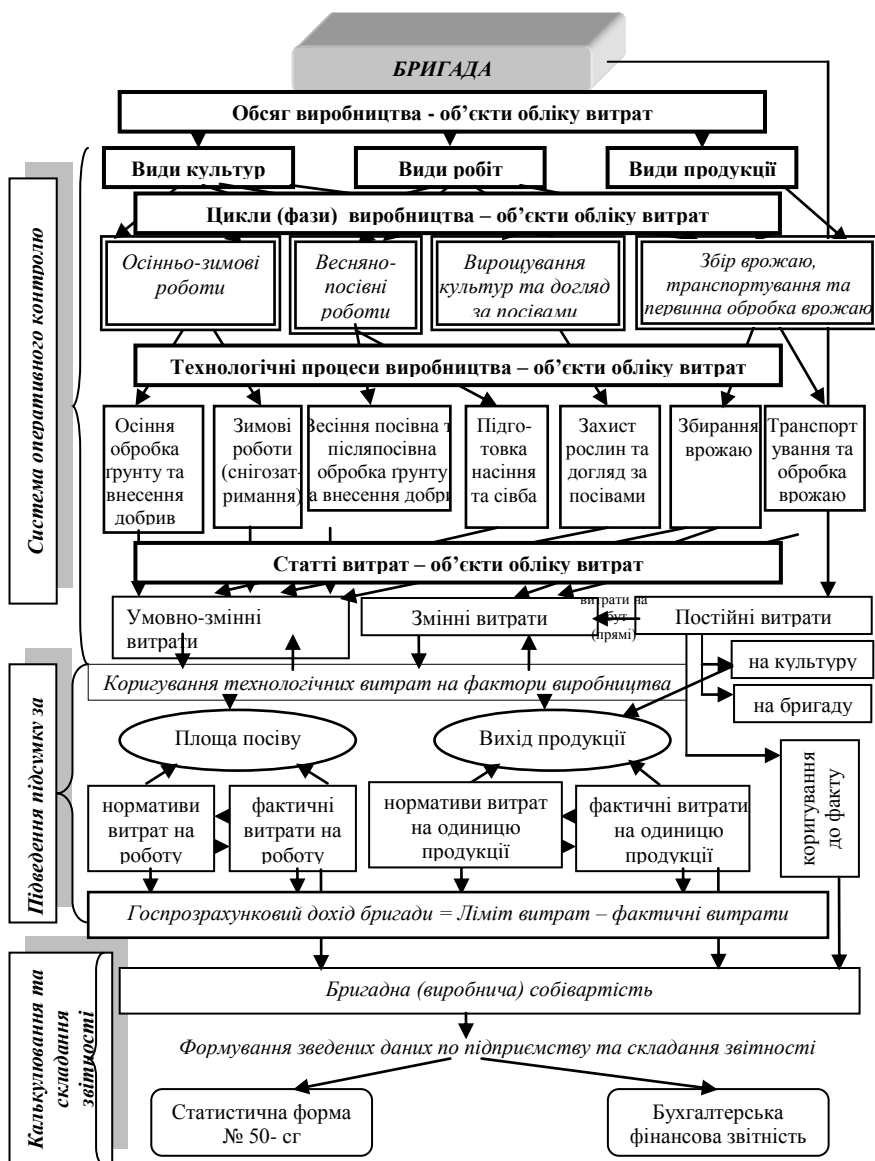 БРИГАДА
Обсяг виробництва - об’єкти обліку витрат
Види культур
Види робіт
Види продукції
Цикли (фази) виробництва – об’єкти обліку витрат
Осінньо-зимові
роботи
Весняно-
посівні
роботи
Вирощування
культур та догляд
за посівами
Збір врожаю,
транспортування та
первинна обробка врожаю
Технологічні процеси виробництва – об’єкти обліку витрат
Осіння
обробка
ґрунту та
внесення
добрив
Зимові
роботи
(снігозат-
римання)
Весіння посівна т
післяпосівна
обробка ґрунту
а внесення добри
Підго-
товка
насіння
та сівба
Захист
рослин та
догляд за
посівами
Збирання
врожаю
Транспорт
ування та
обробка
врожаю
Статті витрат – об’єкти обліку витрат
Умовно-змінні
витрати
Змінні витрати
витрати на
бут
(прямі)
Постійні витрати
на культуру
на бригаду
Коригування технологічних витрат на фактори виробництва
Площа посіву
Вихід продукції
нормативи
витрат на
роботу
фактичні
витрати на
роботу
нормативи витрат
на одиницю
продукції
фактичні витрати
на одиницю
продукції
коригування
до факту
Госпрозрахунковий дохід бригади = Ліміт витрат – фактичні витрати
Бригадна (виробнича) собівартість
Формування зведених даних по підприємству та складання звітності
Статистична форма
№ 50- сг
Бухгалтерська
фінансова звітність
Система оперативного контролю
Підведення підсумку за
Калькулювання та
складання
звітності